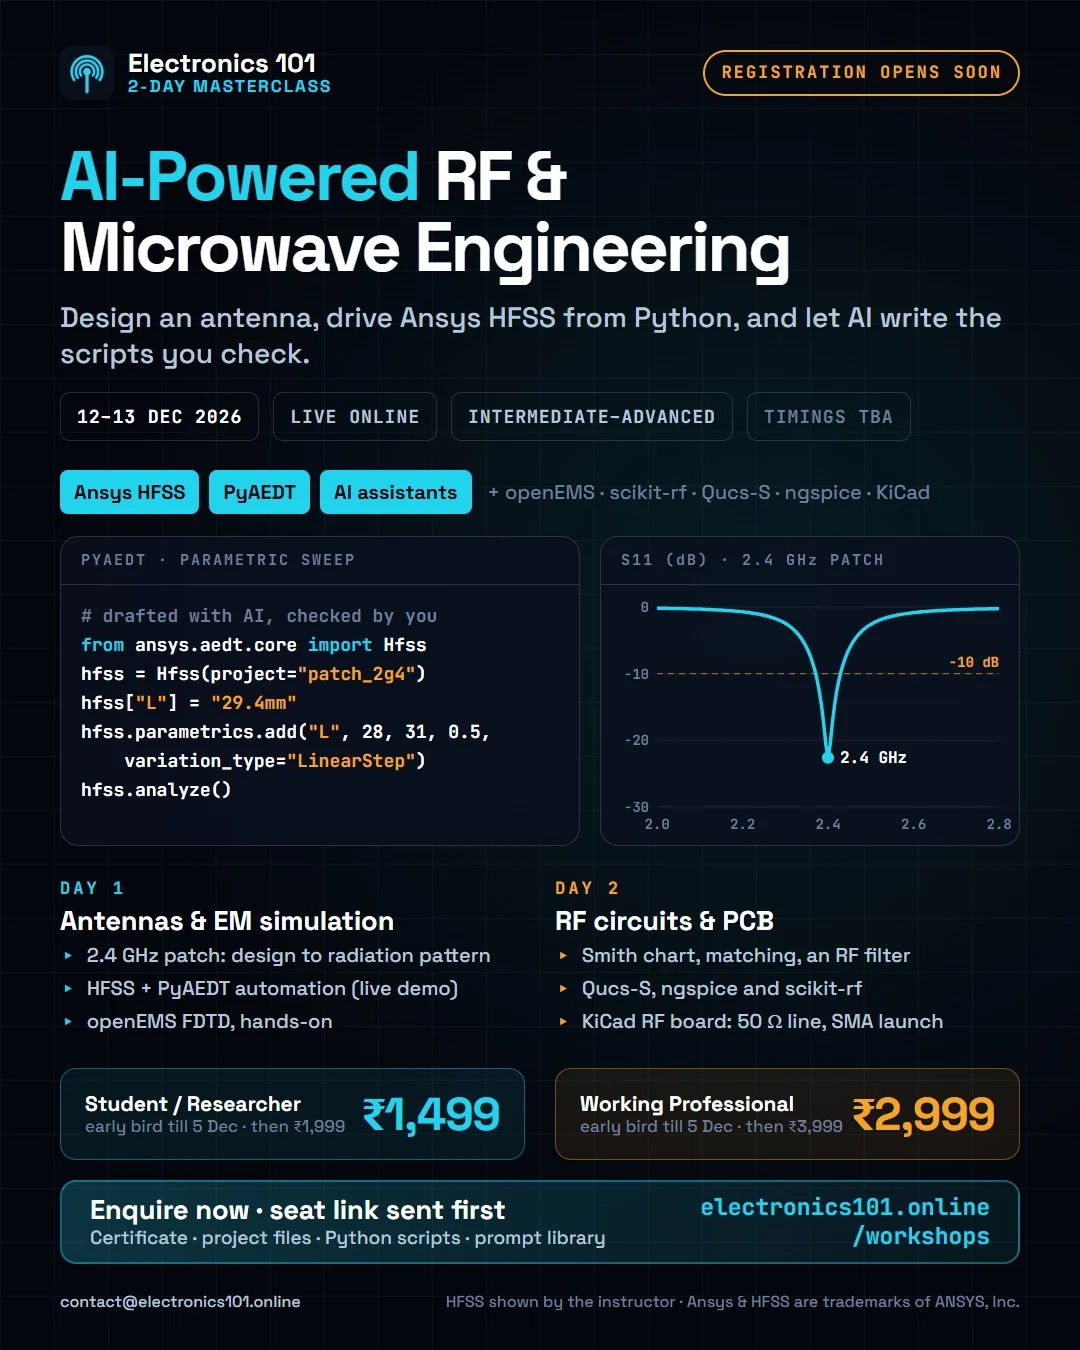 Electronics 101
2-DAY MASTERCLASS
REGISTRATION OPENS SOON
AI-Powered RF &
Microwave Engineering
Design an antenna, drive Ansys HFSS from Python, and let AI write the
scripts you check.
12–13 DEC 2026
LIVE ONLINE
INTERMEDIATE–ADVANCED
TIMINGS TBA
Ansys HFSS
PyAEDT
AI assistants
+ openEMS · scikit-rf · Qucs-S · ngspice · KiCad
PYAEDT · PARAMETRIC SWEEP
# drafted with AI, checked by you
from ansys.aedt.core import Hfss
hfss = Hfss(project="patch_2g4")
hfss["L"] = "29.4mm"
hfss.parametrics.add("L", 28, 31, 0.5,
    variation_type="LinearStep")
hfss.analyze()
S11 (dB) · 2.4 GHz PATCH
0
-10 dB
-10
-20
2.4 GHz
-30
2.0 2.2 2.4 2.6 2.8
DAY 1
Antennas & EM simulation
▸ 2.4 GHz patch: design to radiation pattern
▸ HFSS + PyAEDT automation (live demo)
▸ openEMS FDTD, hands-on
DAY 2
RF circuits & PCB
▸ Smith chart, matching, an RF filter
▸ Qucs-S, ngspice and scikit-rf
▸ KiCad RF board: 50 Ω line, SMA launch
Student / Researcher
early bird till 5 Dec · then ₹1,999
₹1,499
Working Professional
early bird till 5 Dec · then ₹3,999
₹2,999
Enquire now · seat link sent first
Certificate · project files · Python scripts · prompt library
electronics101.online
/workshops
contact@electronics101.online
HFSS shown by the instructor · Ansys & HFSS are trademarks of ANSYS, Inc.